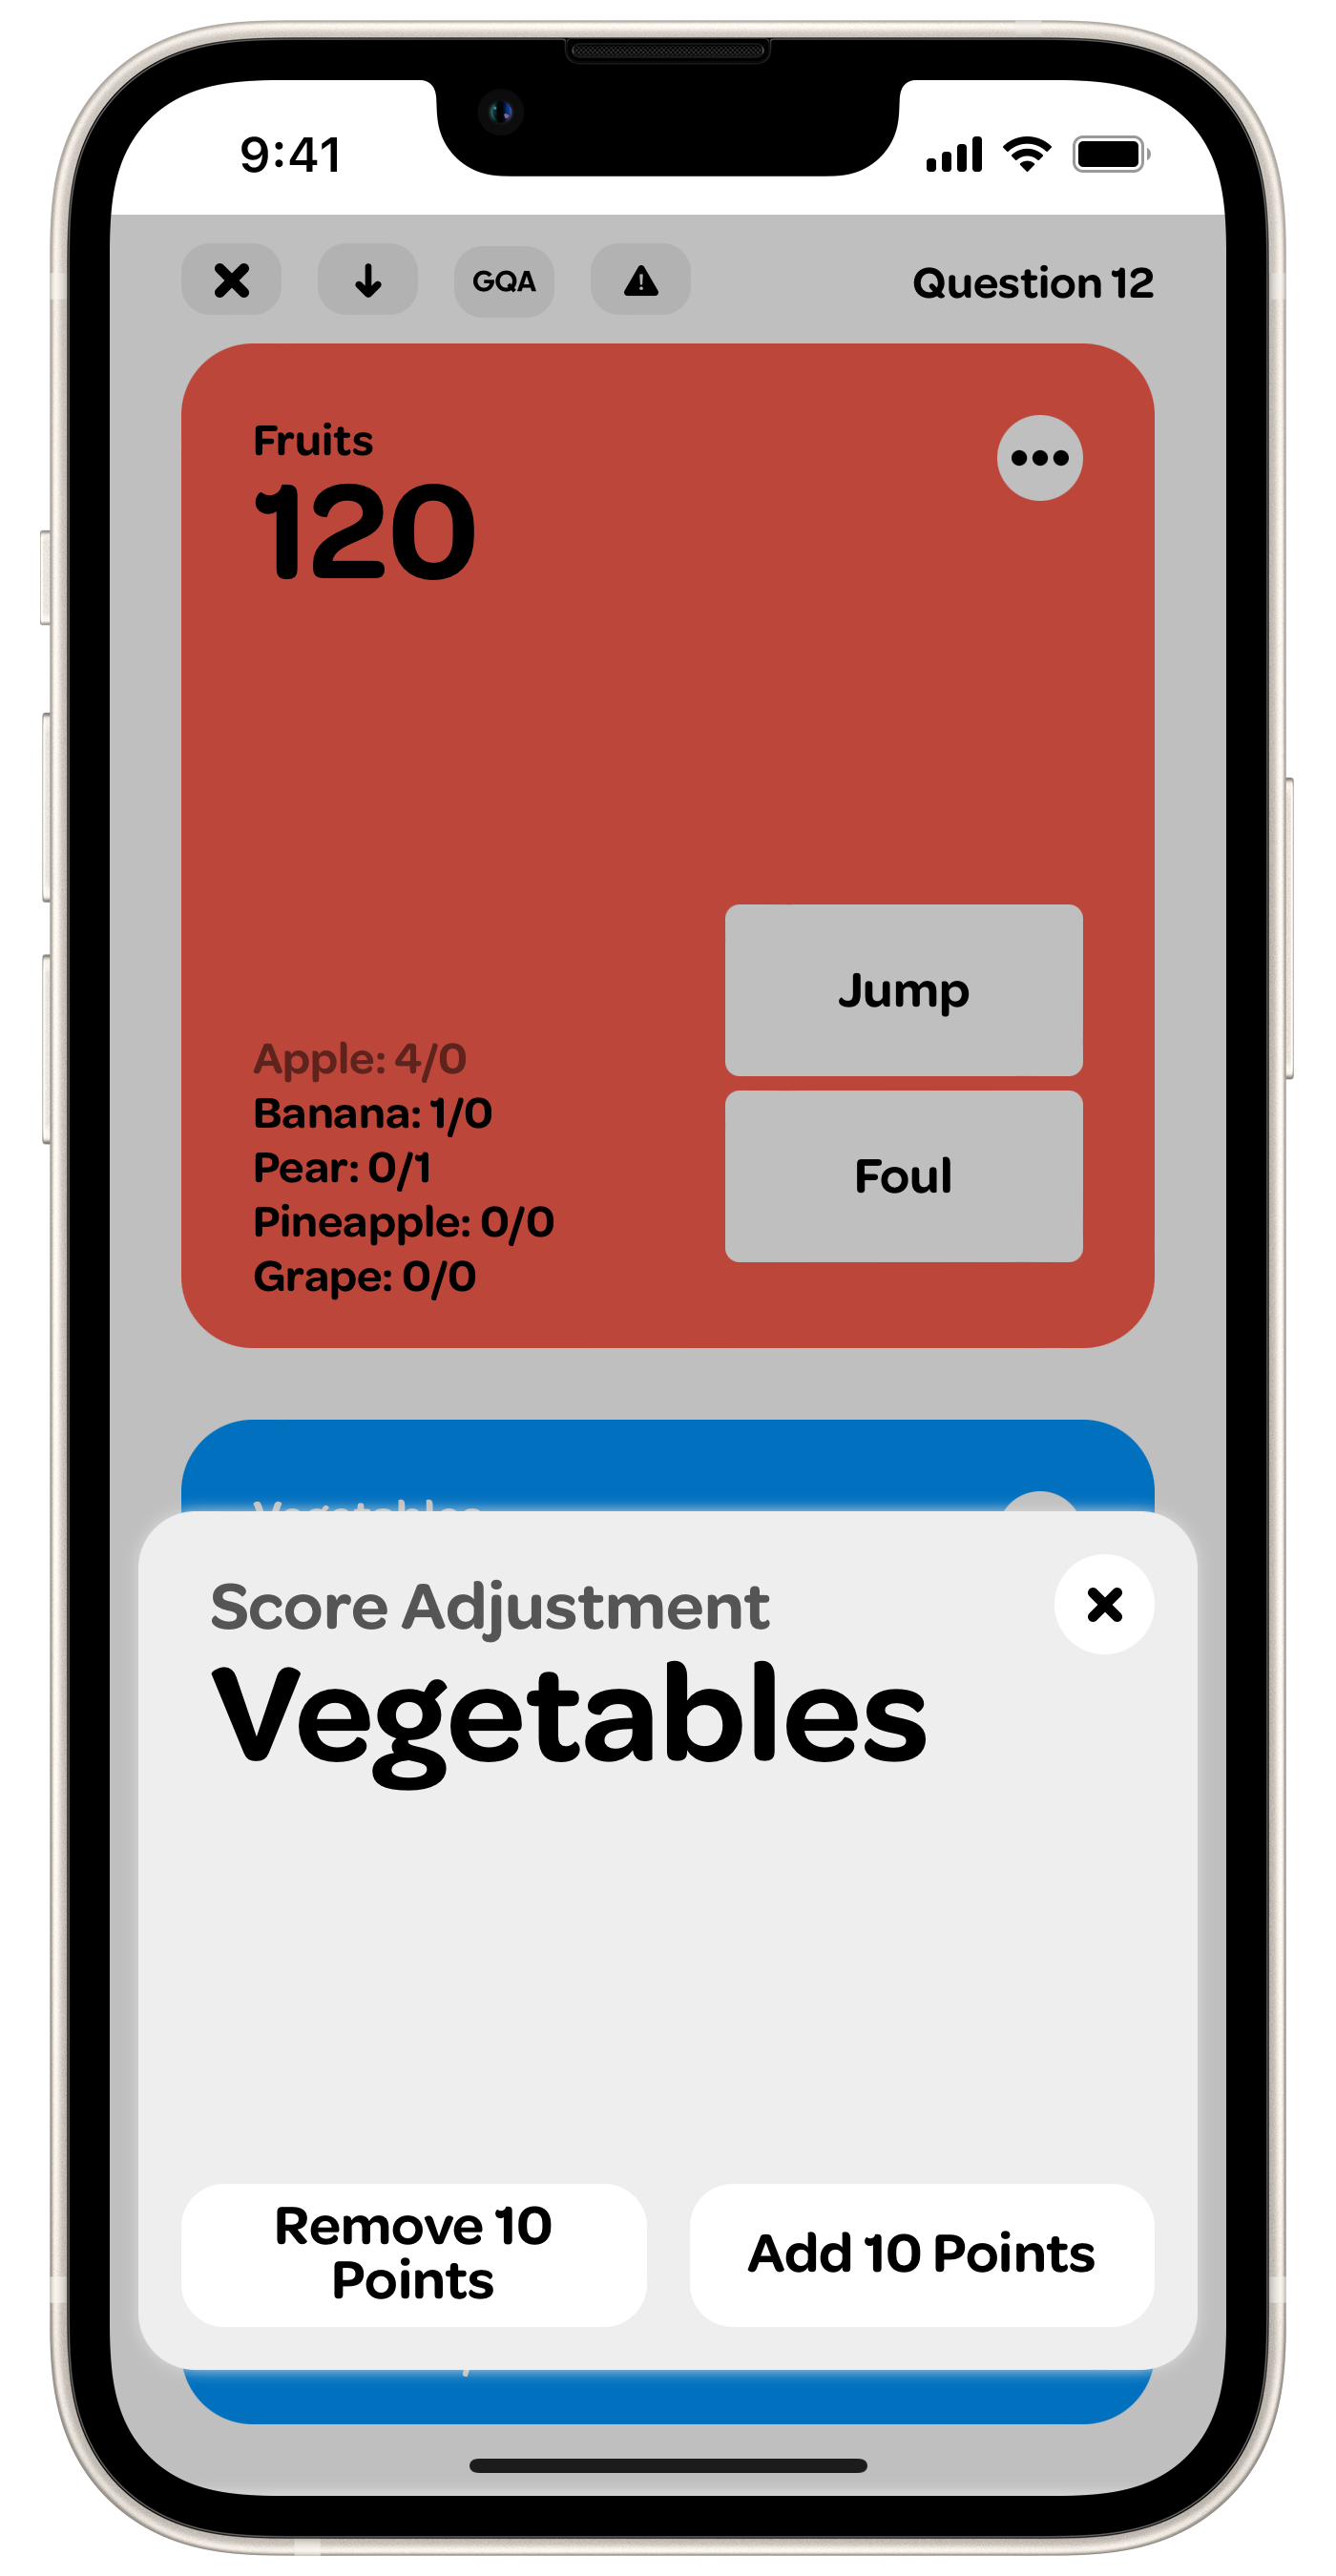 9:41
GQA
Question 12
Fruits
120
Jump
Apple: 4/0
Banana: 1/0
Pear: 0/1
Foul
Pineapple: 0/0
Grape: 0/0
Vegetables
Score Adjustment
Vegetables
Remove 10
Points
Add 10 Points